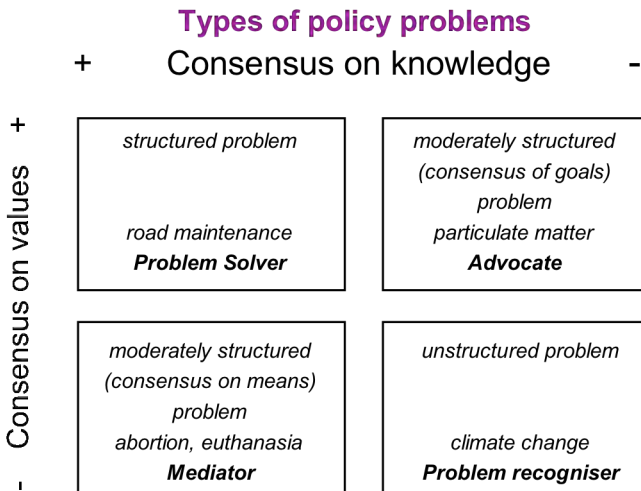 Types of policy problems
+ Consensus on knowledge -
+ Consensus on values -
structured problem
road maintenance
Problem Solver
moderately structured
(consensus of goals)
problem
particulate matter
Advocate
moderately structured
(consensus on means)
problem
abortion, euthanasia
Mediator
unstructured problem
climate change
Problem recogniser